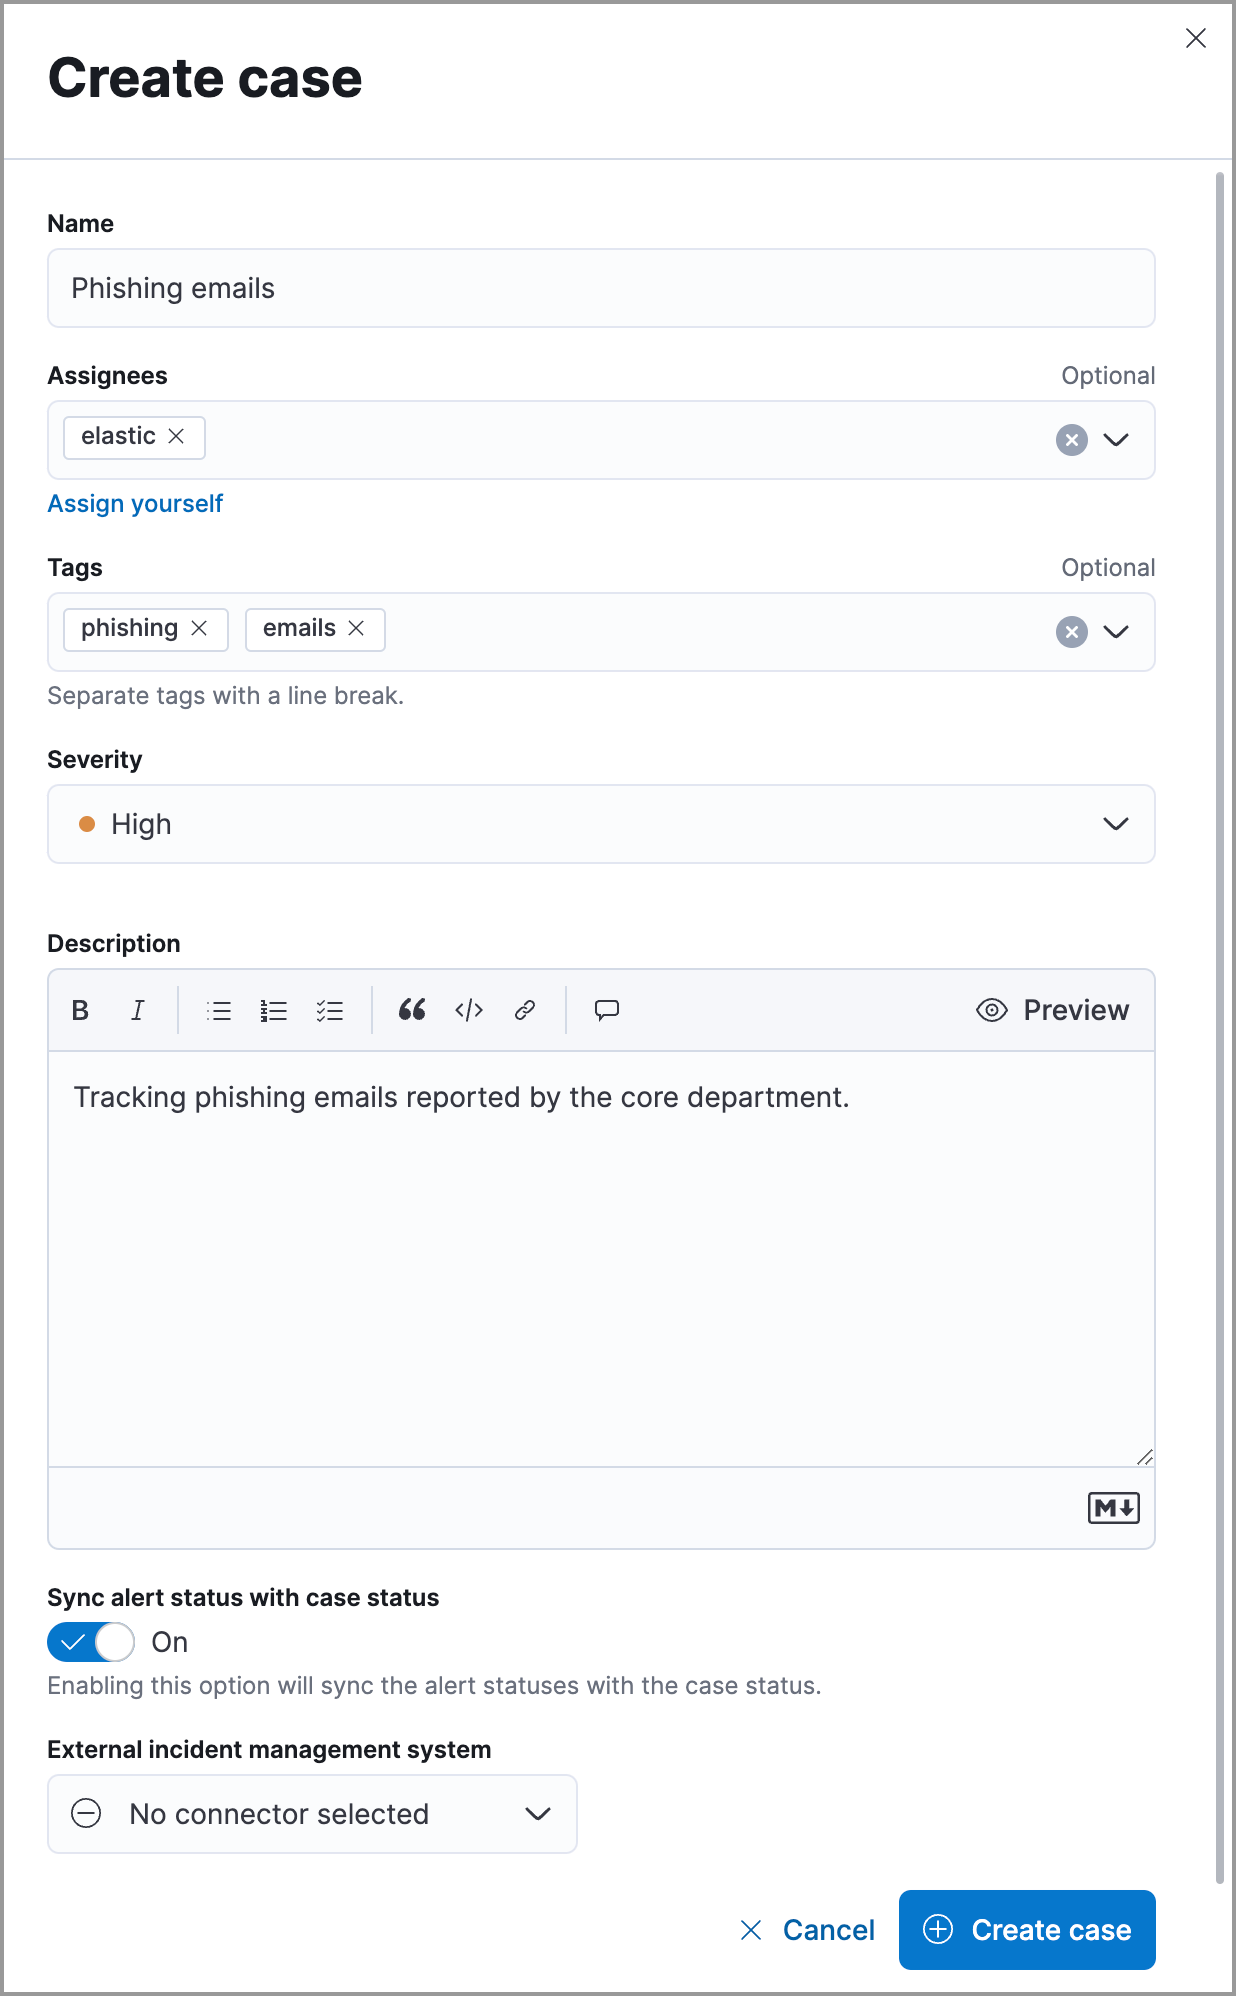 Create case
Name
Phishing emails
Assignees Optional
elastic
Assign yourself
Tags Optional
phishing emails
Separate tags with a line break.
Severity
High
Description
B I Preview
Tracking phishing emails reported by the core department.
M
Sync alert status with case status
On
Enabling this option will sync the alert statuses with the case status.
External incident management system
No connector selected
Cancel Create case